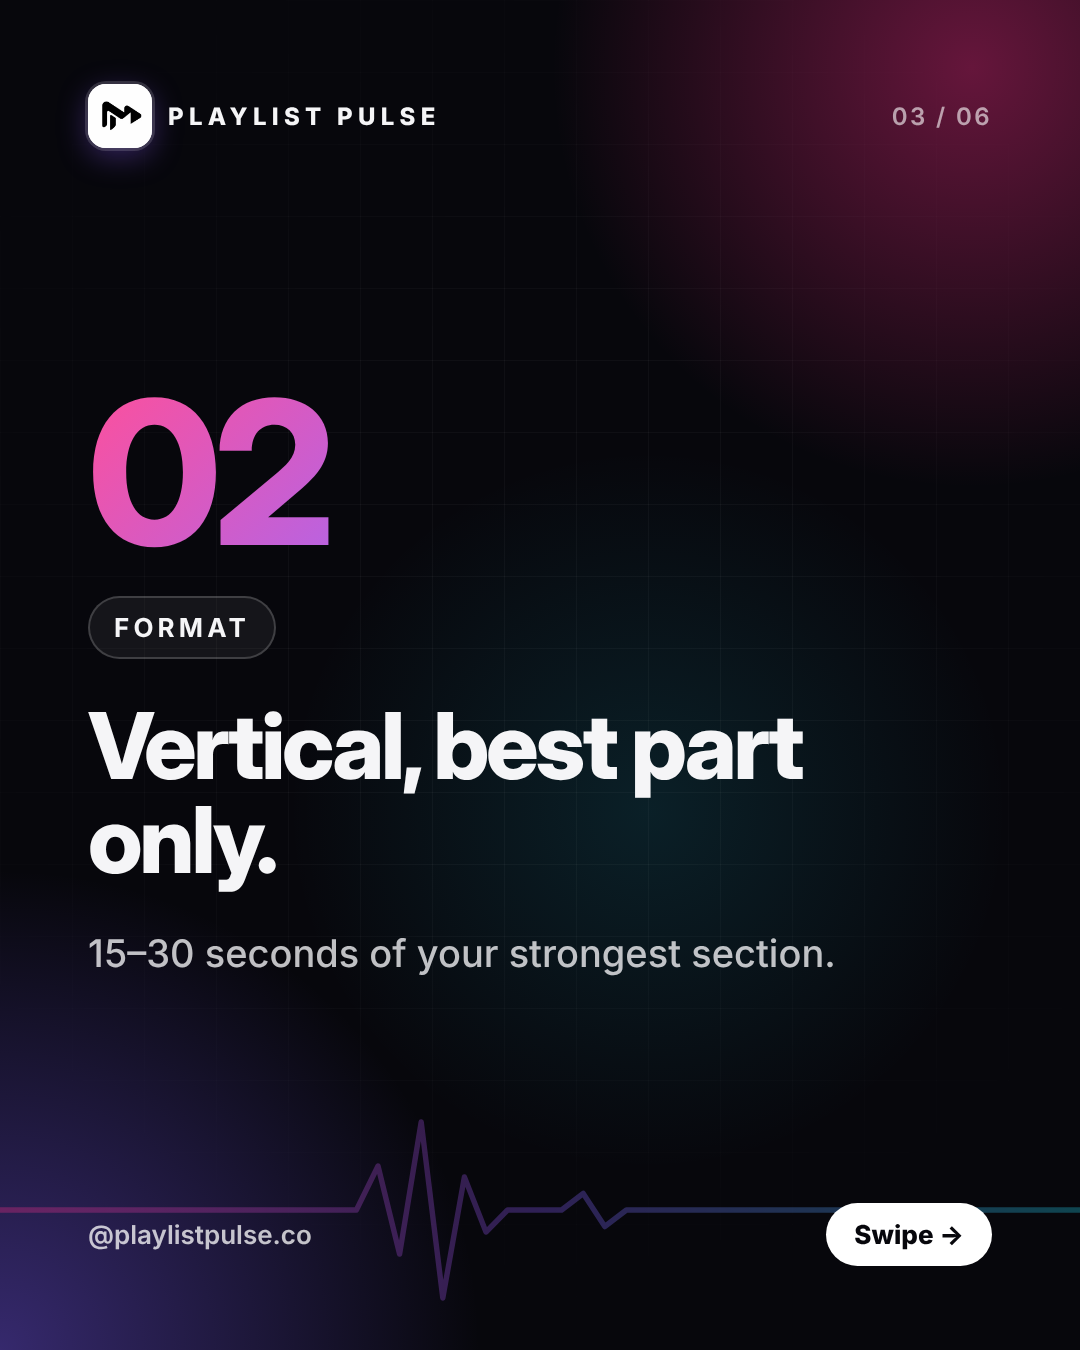 PLAYLIST PULSE
03 / 06
02
FORMAT
Vertical, best part
only.
15–30 seconds of your strongest section.
@playlistpulse.co
Swipe →